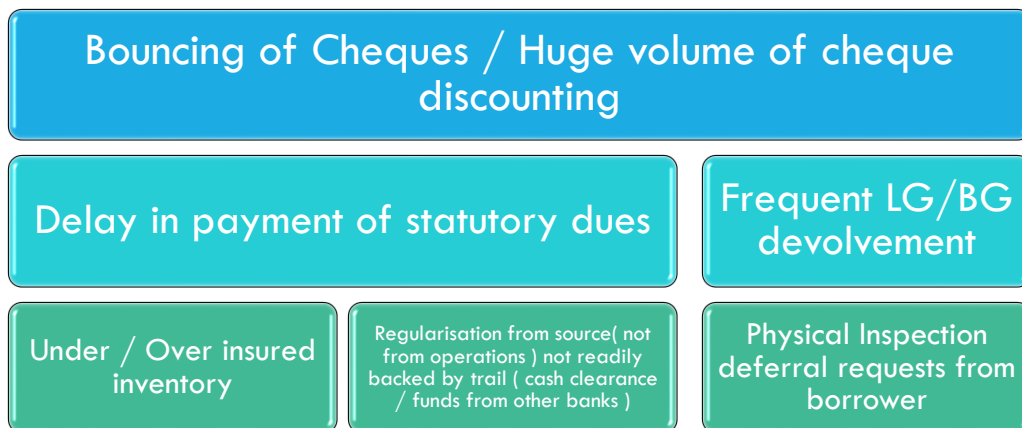 Bouncing of Cheques / Huge volume of cheque
discounting
Delay in payment of statutory dues
Frequent LG/BG
devolvement
Under / Over insured
inventory
Regularisation from source( not
from operations ) not readily
backed by trail ( cash clearance
/ funds from other banks )
Physical Inspection
deferral requests from
borrower